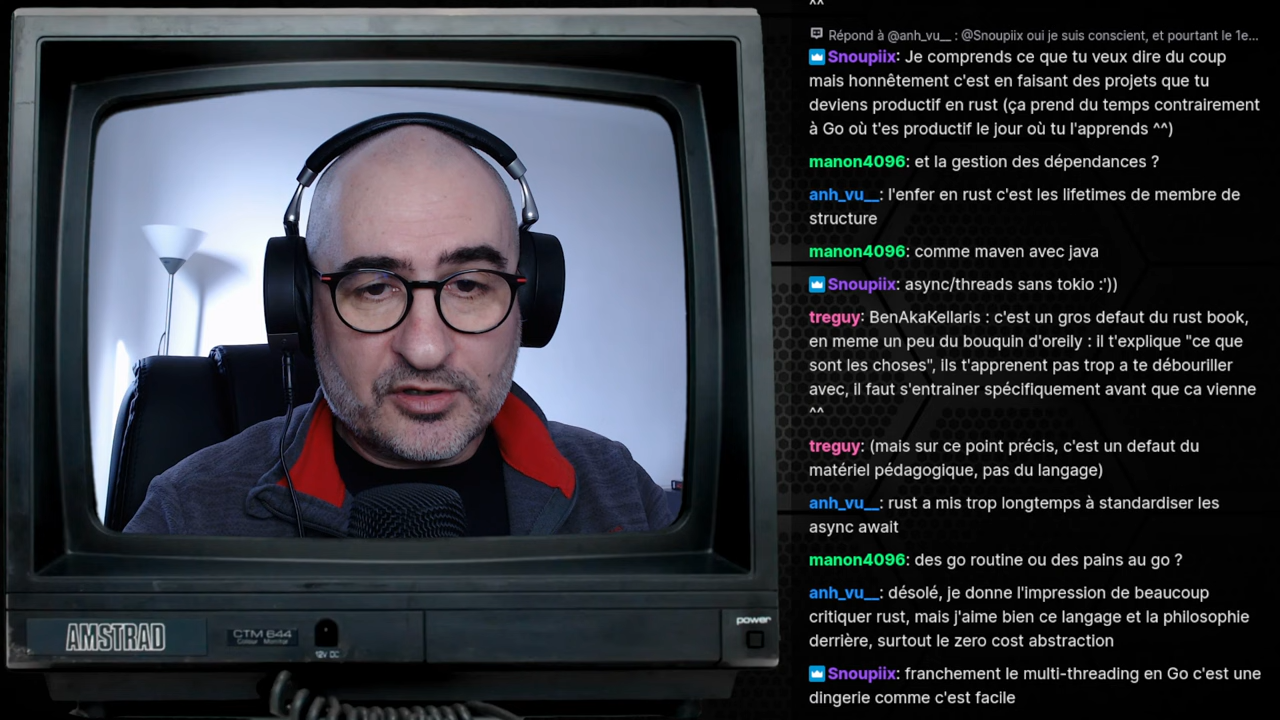 ^^
Répond à @anh_vu__ : @Snoupiix oui je suis conscient, et pourtant le 1e...
Snoupiix: Je comprends ce que tu veux dire du coup
mais honnêtement c'est en faisant des projets que tu
deviens productif en rust (ça prend du temps contrairement
à Go où t'es productif le jour où tu l'apprends ^^)
manon4096: et la gestion des dépendances ?
anh_vu__: l'enfer en rust c'est les lifetimes de membre de
structure
manon4096: comme maven avec java
Snoupiix: async/threads sans tokio :'))
treguy: BenAkaKellaris : c'est un gros defaut du rust book,
en meme un peu du bouquin d'orelly : il t'explique "ce que
sont les choses", ils t'apprenent pas trop a te débouriller
avec, il faut s'entrainer spécifiquement avant que ca vienne
^^
treguy: (mais sur ce point précis, c'est un defaut du
matériel pédagogique, pas du langage)
anh_vu__: rust a mis trop longtemps à standardiser les
async await
manon4096: des go routine ou des pains au go ?
anh_vu__: désolé, je donne l'impression de beaucoup
critiquer rust, mais j'aime bien ce langage et la philosophie
derrière, surtout le zero cost abstraction
Snoupiix: franchement le multi-threading en Go c'est une
dingerie comme c'est facile
AMSTRAD
CTM 644
Colour Monitor
12V DC
power